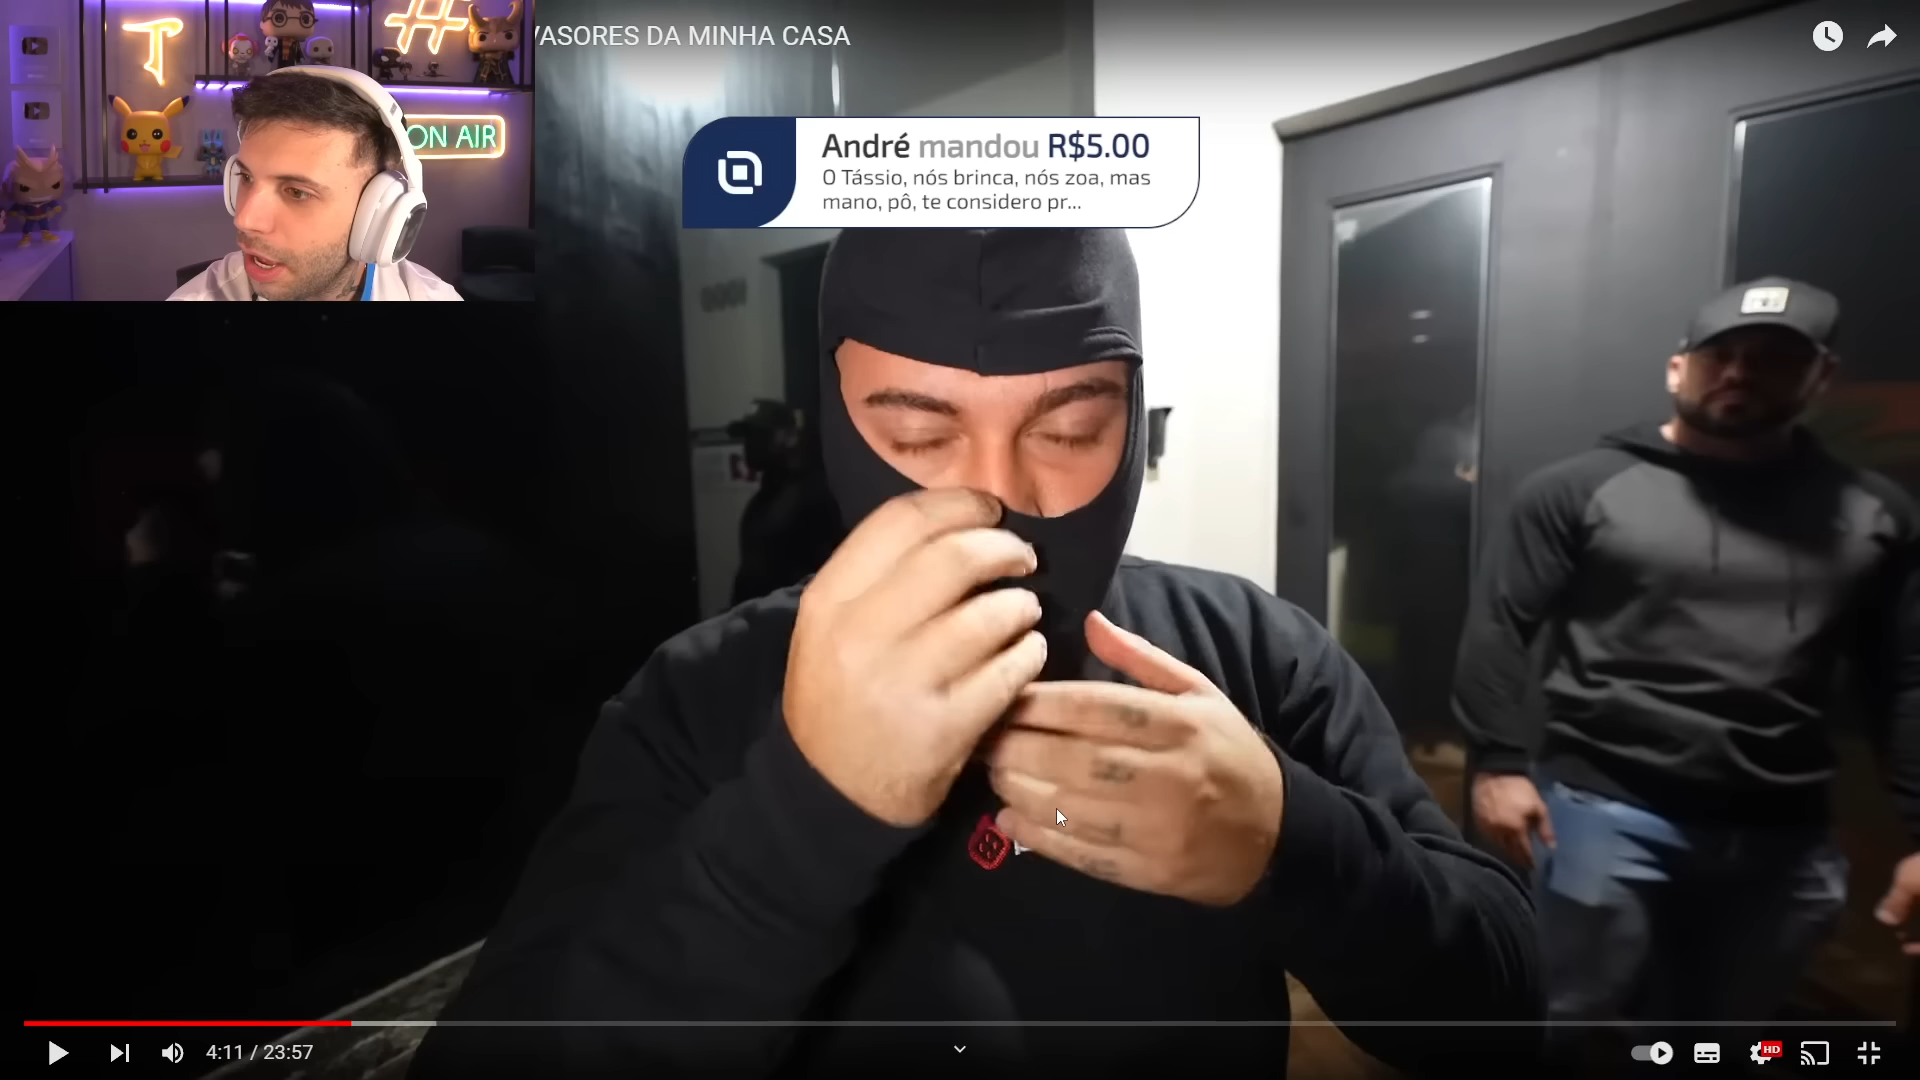 VASORES DA MINHA CASA
ON AIR
André mandou R$5.00
O Tássio, nós brinca, nós zoa, mas
mano, pô, te considero pr...
4:11 / 23:57
HD